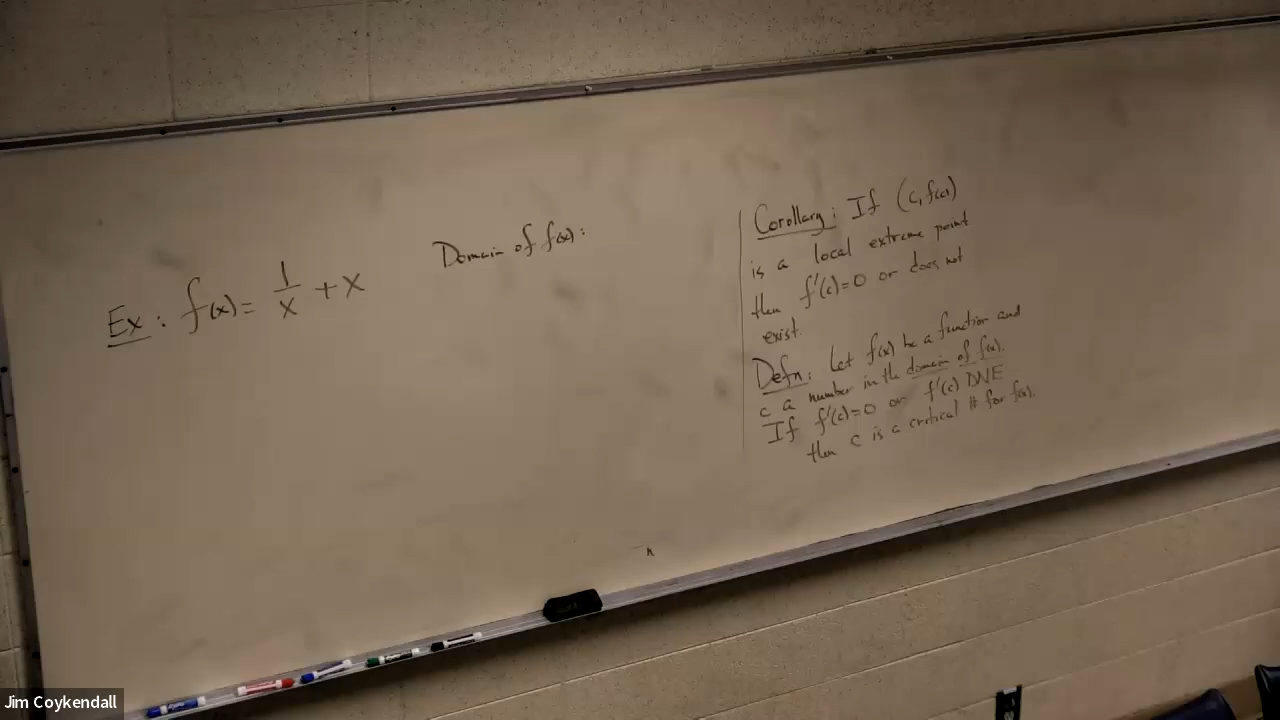 Ex: f(x) = 1/x + x
Domain of f(x):
Corollary: If (c, f(c))
is a local extreme point
then f'(c)=0 or does not
exist.
Defn: Let f(x) be a function and
c a number in the domain of f(x).
If f'(c)=0 or f'(c) DNE
then c is a critical # for f(x).
n
Jim Coykendall